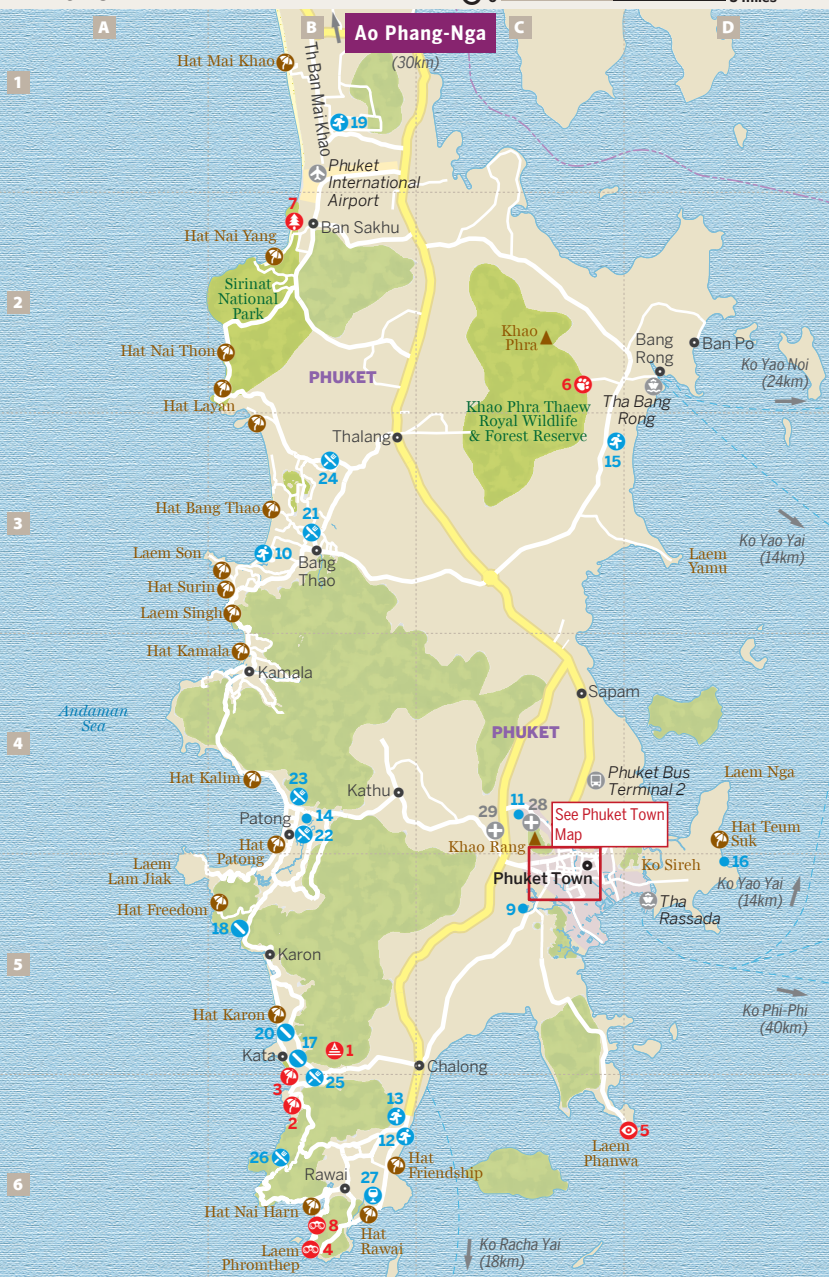 A
B
C
D
Ao Phang-Nga
(30km)
Hat Mai Khao
1
Th Ban Mai Khao
19
Phuket
International
Airport
7
Ban Sakhu
Hat Nai Yang
Sirinat
National
Park
2
Khao
Phra
Bang
Rong
Ban Po
Hat Nai Thon
Ko Yao Noi
(24km)
PHUKET
6
Tha Bang
Rong
Hat Layan
Khao Phra Thaew
Royal Wildlife
& Forest Reserve
Thalang
15
24
Hat Bang Thao
21
3
Laem Son
10
Bang
Thao
Ko Yao Yai
(14km)
Laem
Yamu
Hat Surin
Laem Singh
Hat Kamala
Kamala
Sapam
Andaman
Sea
PHUKET
4
Hat Kalim
23
Kathu
Phuket Bus
Terminal 2
Laem Nga
14
Patong
22
11
28
29
See Phuket Town
Map
Hat
Patong
Khao Rang
Hat Teum
Suk
16
Laem
Lam Jiak
Phuket Town
Ko Sireh
Ko Yao Yai
(14km)
Hat Freedom
9
Tha
Rassada
18
Karon
5
Ko Phi-Phi
(40km)
Hat Karon
20
17
1
Kata
Chalong
3
25
2
13
12
5
Laem
Phanwa
26
Hat
Friendship
Rawai
27
6
Hat Nai Harn
8
Hat
Rawai
Laem
Phromthep
4
Ko Racha Yai
(18km)